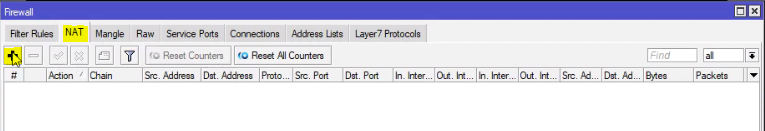 Firewall
Filter Rules NAT Mangle Raw Service Ports Connections Address Lists Layer7 Protocols
Reset Counters Reset All Counters Find all
# Action Chain Src. Address Dst. Address Proto... Src. Port Dst. Port In. Inter... Out. Int... In. Inter... Out. Int... Src. Ad... Dst. Ad... Bytes Packets